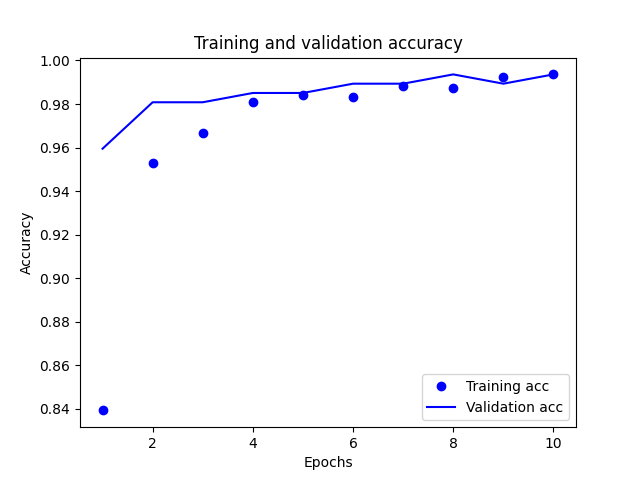 Training and validation accuracy
1.00
0.98
0.96
0.94
0.92
0.90
0.88
0.86
0.84
Accuracy
Training acc
Validation acc
2 4 6 8 10
Epochs